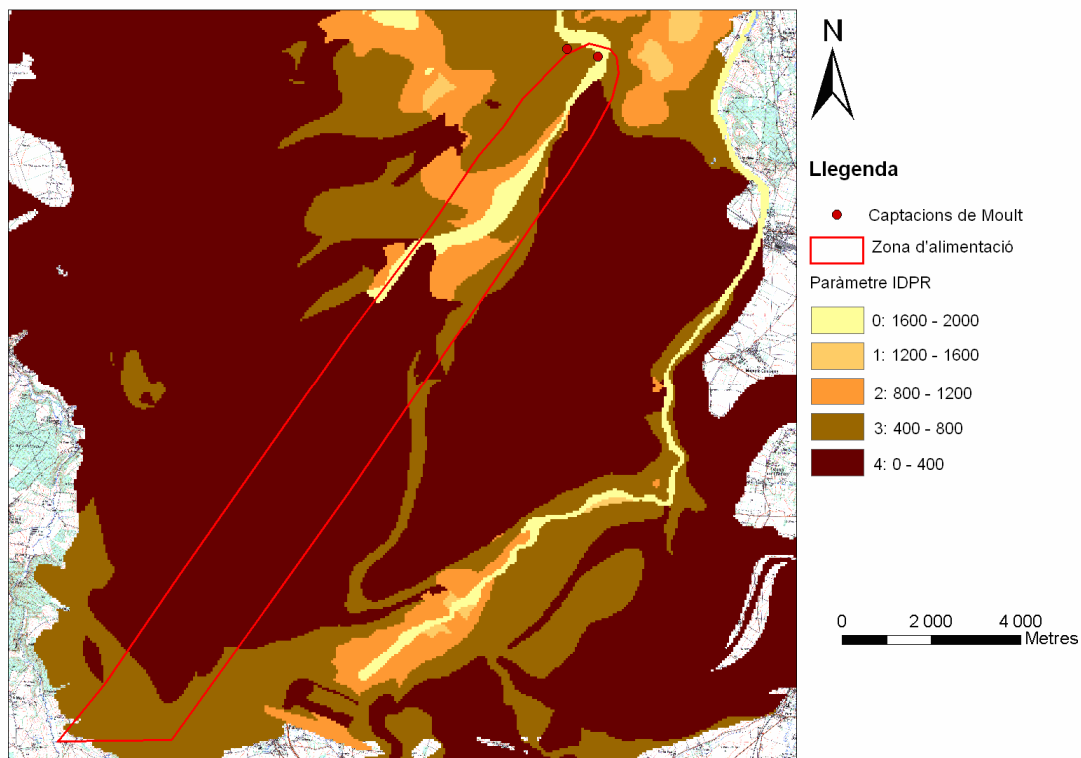 N
Llegenda
Captacions de Moult
Zona d'alimentació
Paràmetre IDPR
0: 1600 - 2000
1: 1200 - 1600
2: 800 - 1200
3: 400 - 800
4: 0 - 400
0 2 000 4 000
Metres